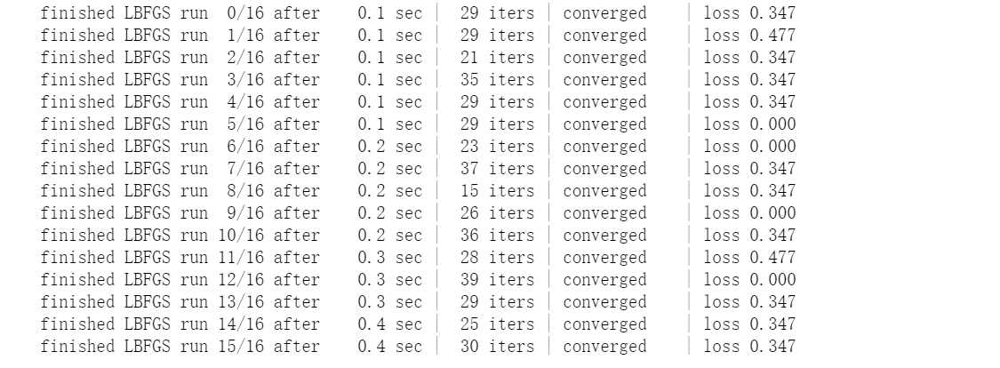 finished LBFGS run  0/16 after    0.1 sec |  29 iters | converged    | loss 0.347
finished LBFGS run  1/16 after    0.1 sec |  29 iters | converged    | loss 0.477
finished LBFGS run  2/16 after    0.1 sec |  21 iters | converged    | loss 0.347
finished LBFGS run  3/16 after    0.1 sec |  35 iters | converged    | loss 0.347
finished LBFGS run  4/16 after    0.1 sec |  29 iters | converged    | loss 0.347
finished LBFGS run  5/16 after    0.1 sec |  29 iters | converged    | loss 0.000
finished LBFGS run  6/16 after    0.2 sec |  23 iters | converged    | loss 0.000
finished LBFGS run  7/16 after    0.2 sec |  37 iters | converged    | loss 0.347
finished LBFGS run  8/16 after    0.2 sec |  15 iters | converged    | loss 0.347
finished LBFGS run  9/16 after    0.2 sec |  26 iters | converged    | loss 0.000
finished LBFGS run 10/16 after    0.2 sec |  36 iters | converged    | loss 0.347
finished LBFGS run 11/16 after    0.3 sec |  28 iters | converged    | loss 0.477
finished LBFGS run 12/16 after    0.3 sec |  39 iters | converged    | loss 0.000
finished LBFGS run 13/16 after    0.3 sec |  29 iters | converged    | loss 0.347
finished LBFGS run 14/16 after    0.4 sec |  25 iters | converged    | loss 0.347
finished LBFGS run 15/16 after    0.4 sec |  30 iters | converged    | loss 0.347